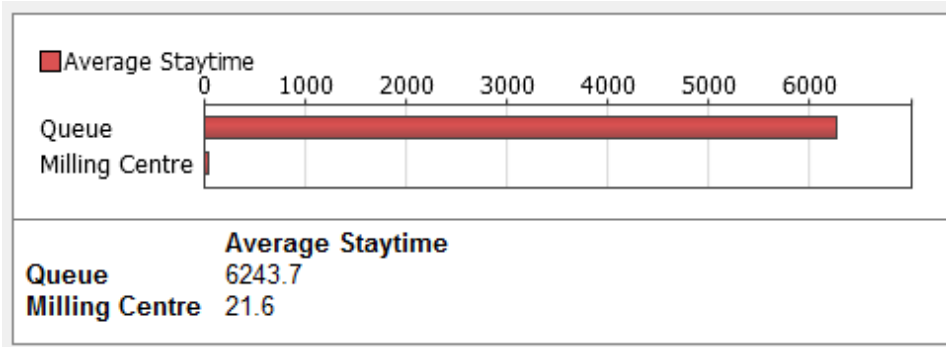 Average Staytime
0 1000 2000 3000 4000 5000 6000
Queue
Milling Centre
Average Staytime
Queue 6243.7
Milling Centre 21.6